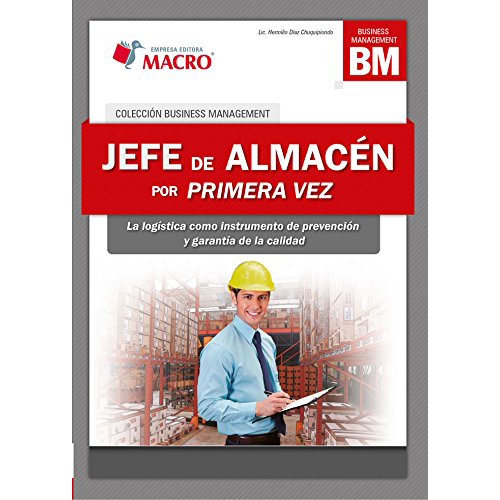 Lic. Hermilio Díaz Chuquipiondo
BUSINESS
MANAGEMENT
BM
EMPRESA EDITORA
MACRO®
COLECCIÓN BUSINESS MANAGEMENT
JEFE DE ALMACÉN
POR PRIMERA VEZ
La logística como instrumento de prevención
y garantía de la calidad